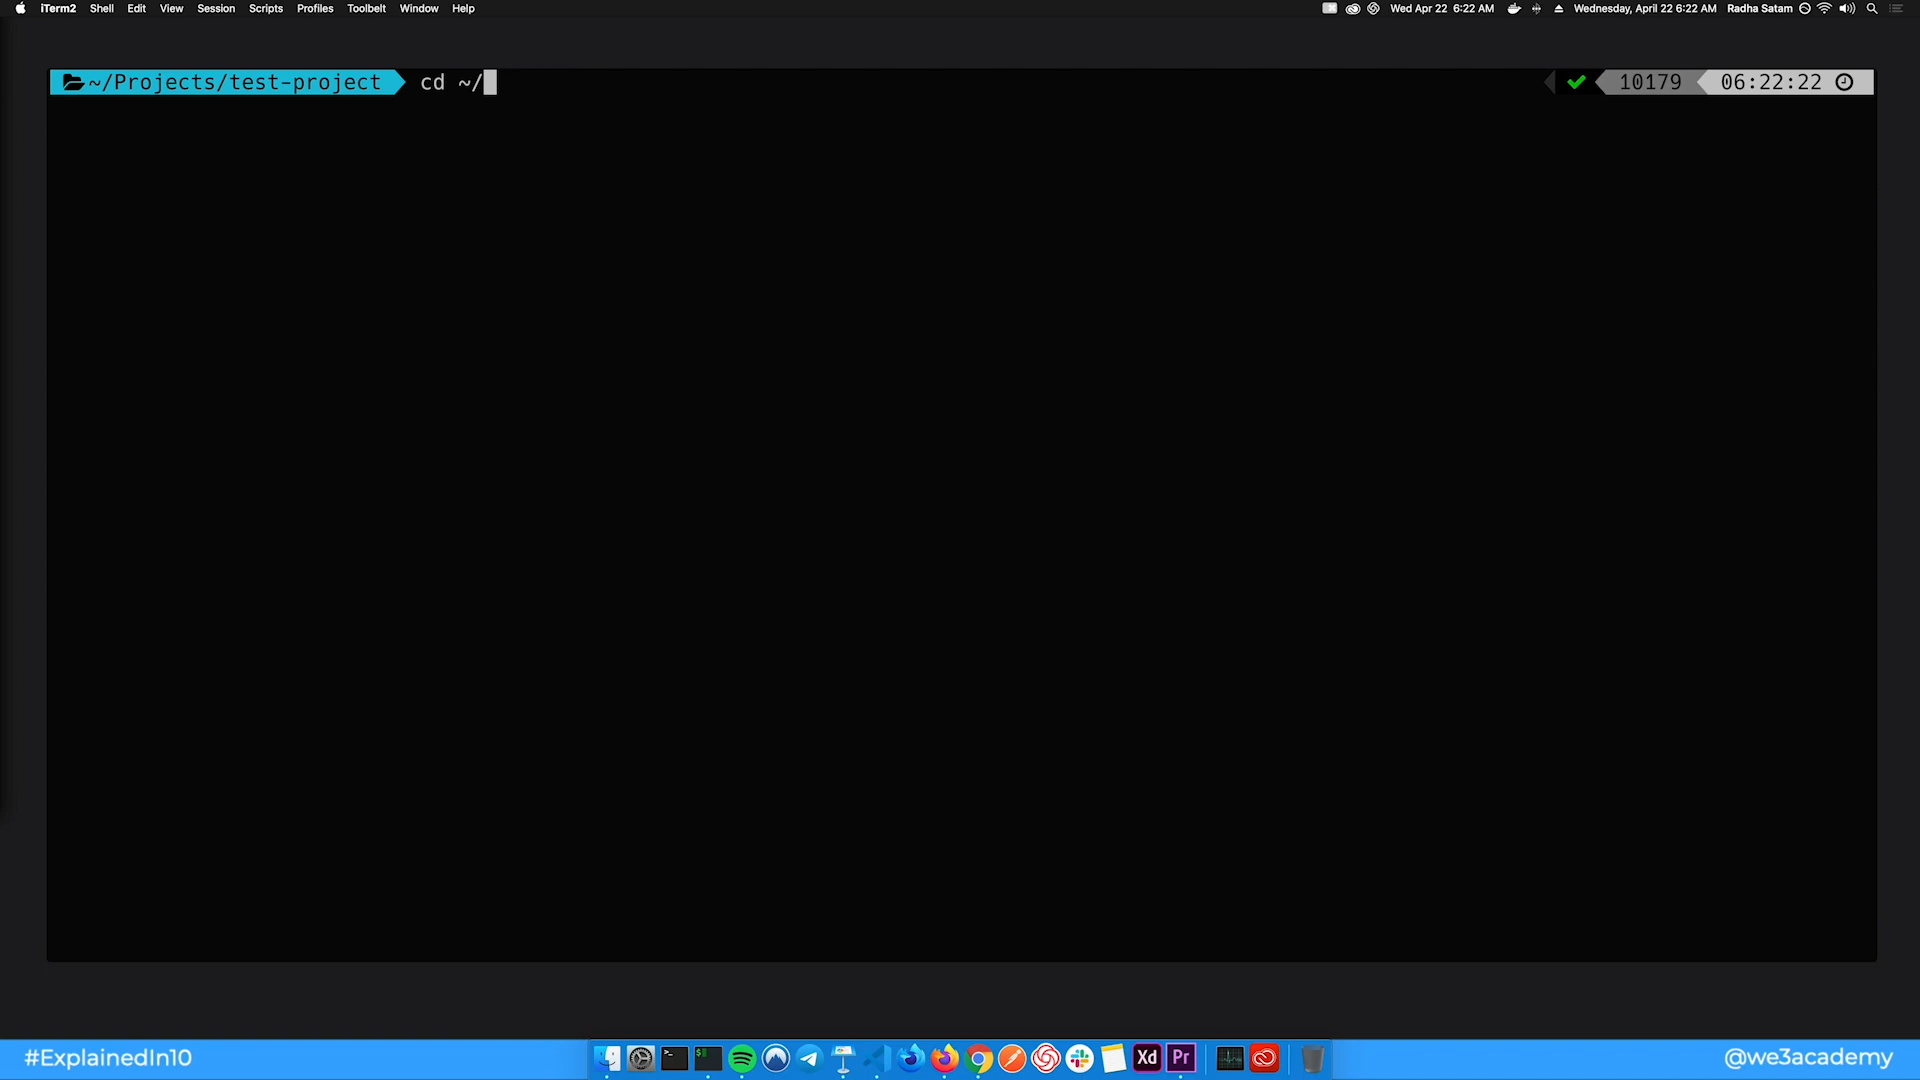 iTerm2 Shell Edit View Session Scripts Profiles Toolbelt Window Help Wed Apr 22 6:22 AM Wednesday, April 22 6:22 AM Radha Satam
~/Projects/test-project cd ~/ 10179 06:22:22
#ExplainedIn10 >_ $ Xd Pr @we3academy